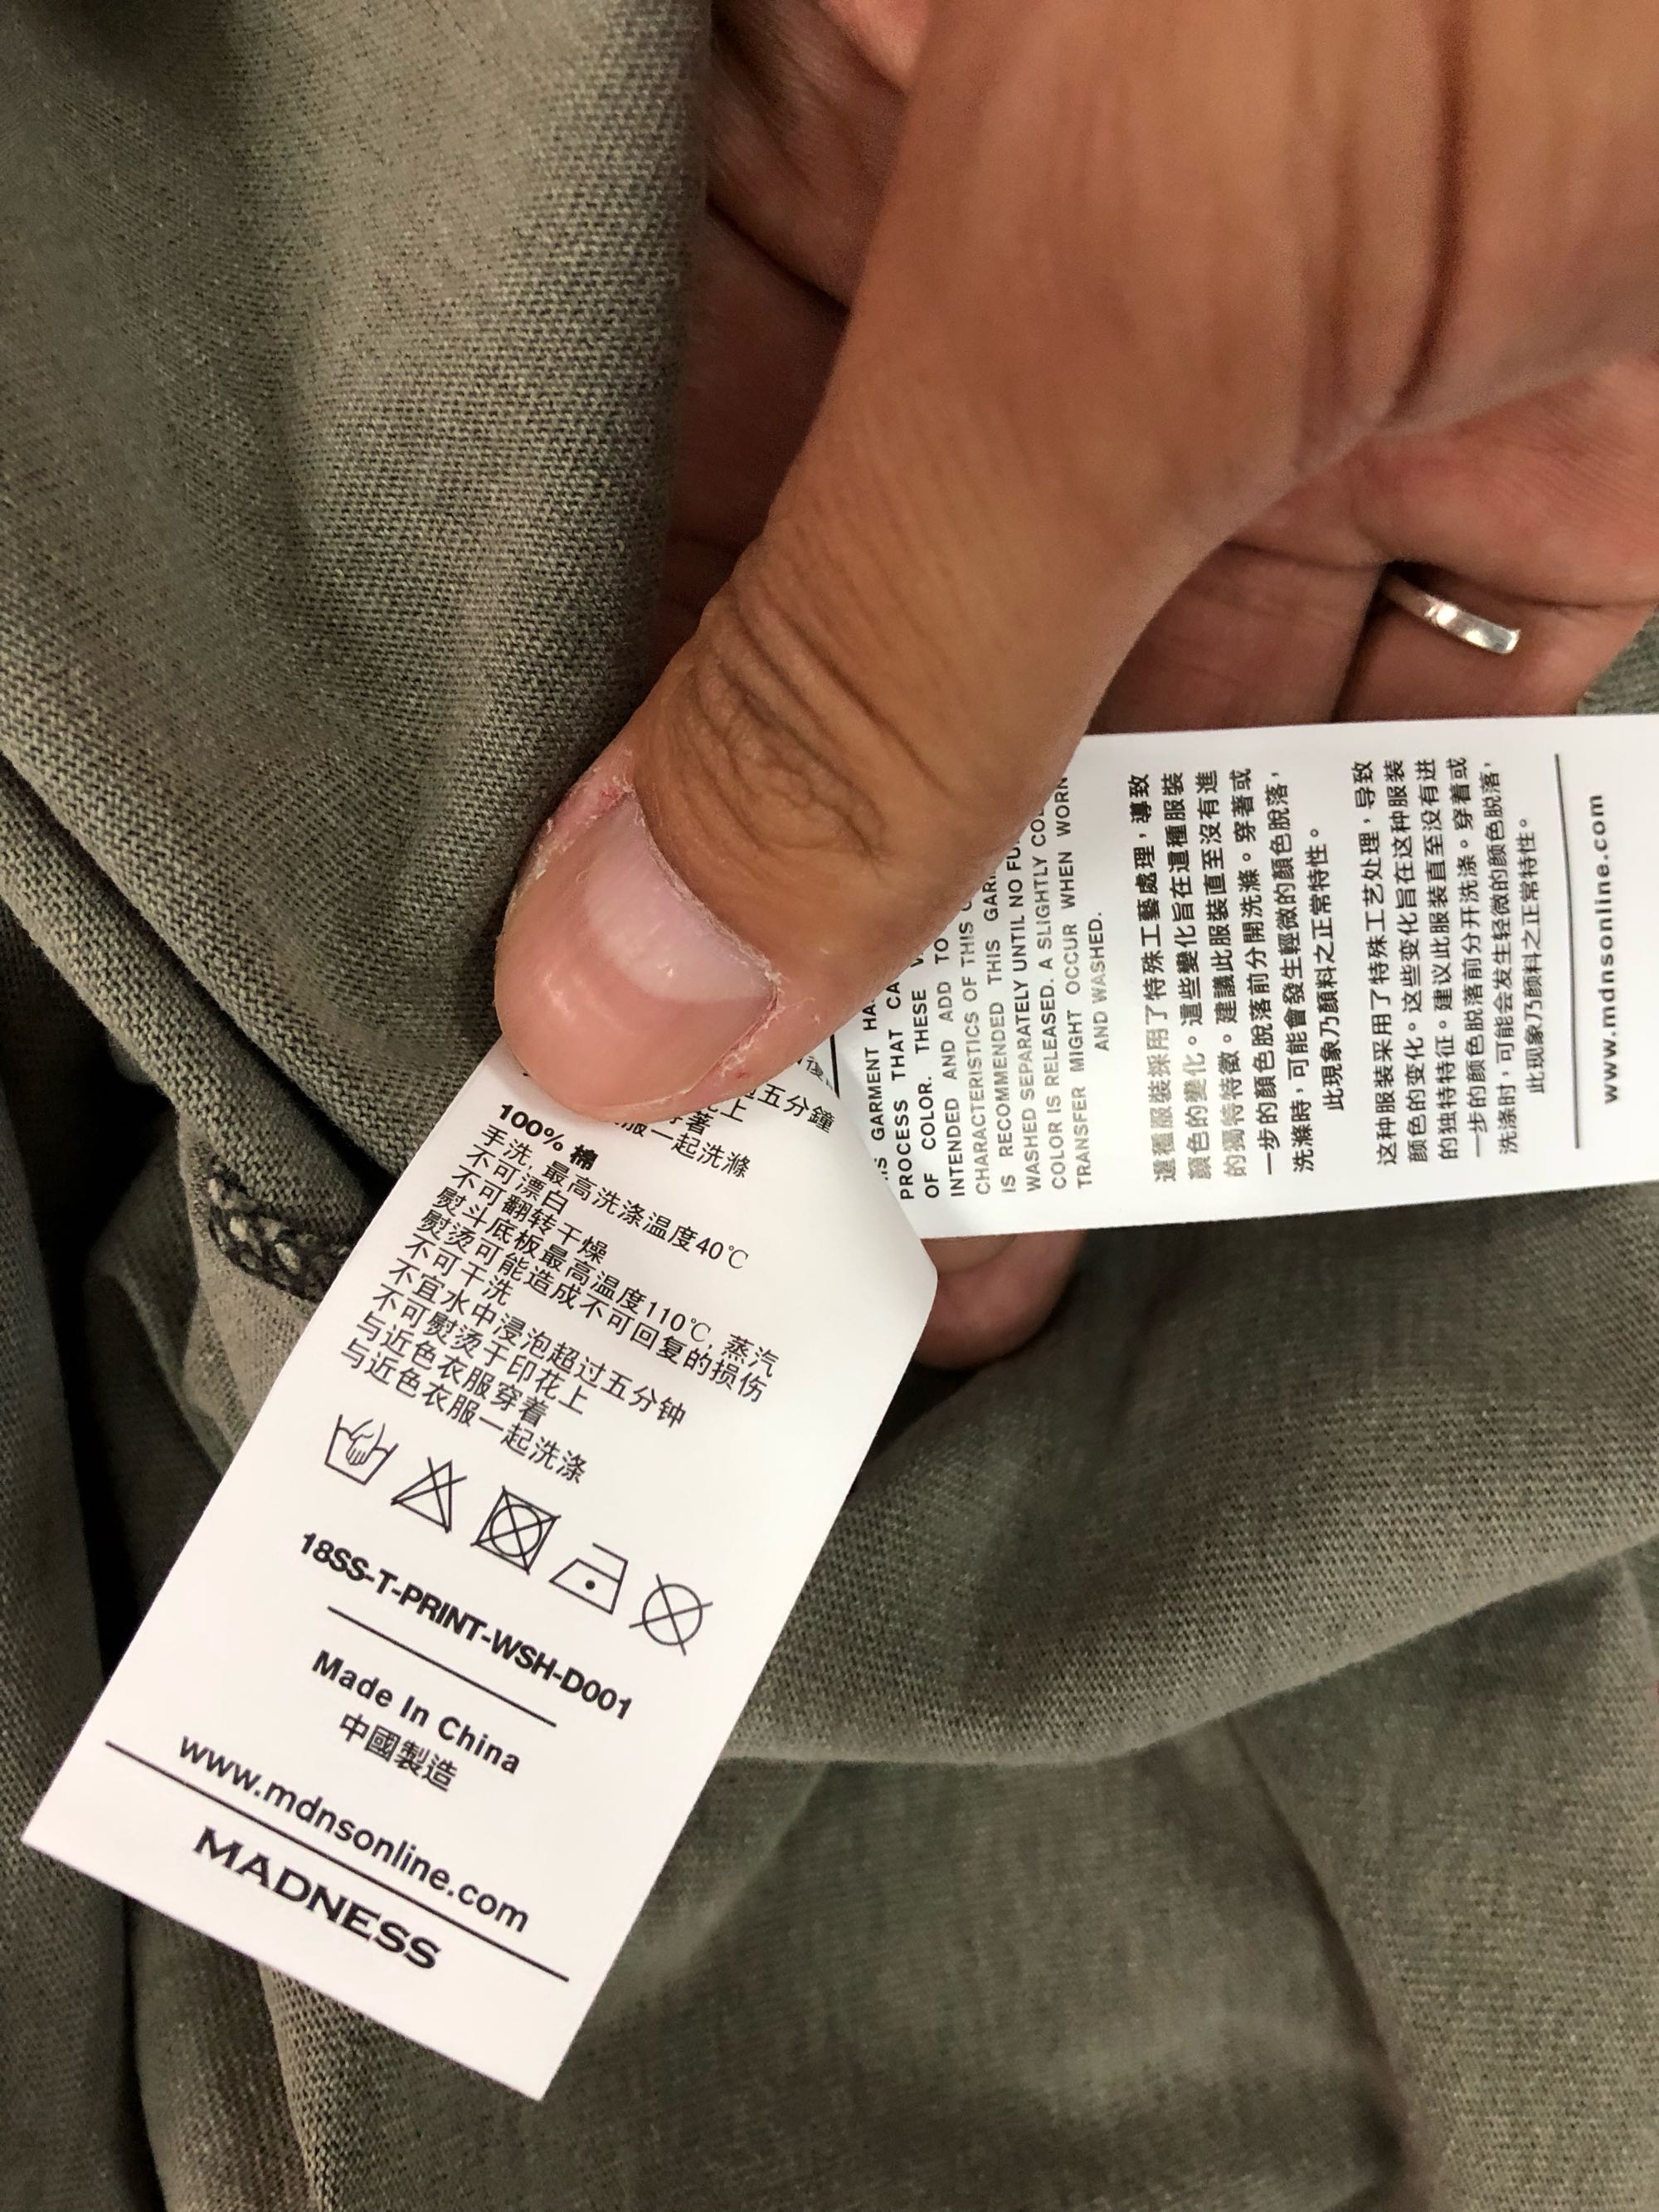 五分鐘
上
著
服一起洗滌
100% 棉
手洗, 最高洗涤温度40℃
不可漂白
不可翻转干燥
熨斗底板最高温度110℃, 蒸汽
熨烫可能造成不可回复的损伤
不可干洗
不宜水中浸泡超过五分钟
不可熨烫于印花上
与近色衣服穿着
与近色衣服一起洗涤
18SS-T-PRINT-WSH-D001
Made In China
中國製造
www.mdnsonline.com
MADNESS
GARMENT
PROCESS THAT
OF COLOR. THESE
INTENDED AND ADD TO
CHARACTERISTICS OF THIS
IS RECOMMENDED THIS
WASHED SEPARATELY UNTIL NO
COLOR IS RELEASED. A SLIGHTLY
TRANSFER MIGHT OCCUR WHEN WORN
AND WASHED.
這種服裝採用了特殊工藝處理，導致
顏色的變化。這些變化旨在這種服裝
的獨特特徵。建議此服裝直至沒有進
一步的顏色脫落前分開洗滌。穿著或
洗滌時，可能會發生輕微的顏色脫落，
此現象乃顏料之正常特性。
这种服装采用了特殊工艺处理，导致
颜色的变化。这些变化旨在这种服装
的独特特征。建议此服装直至没有进
一步的颜色脱落前分开洗涤。穿着或
洗涤时，可能会发生轻微的颜色脱落，
此现象乃颜料之正常特性。
www.mdnsonline.com